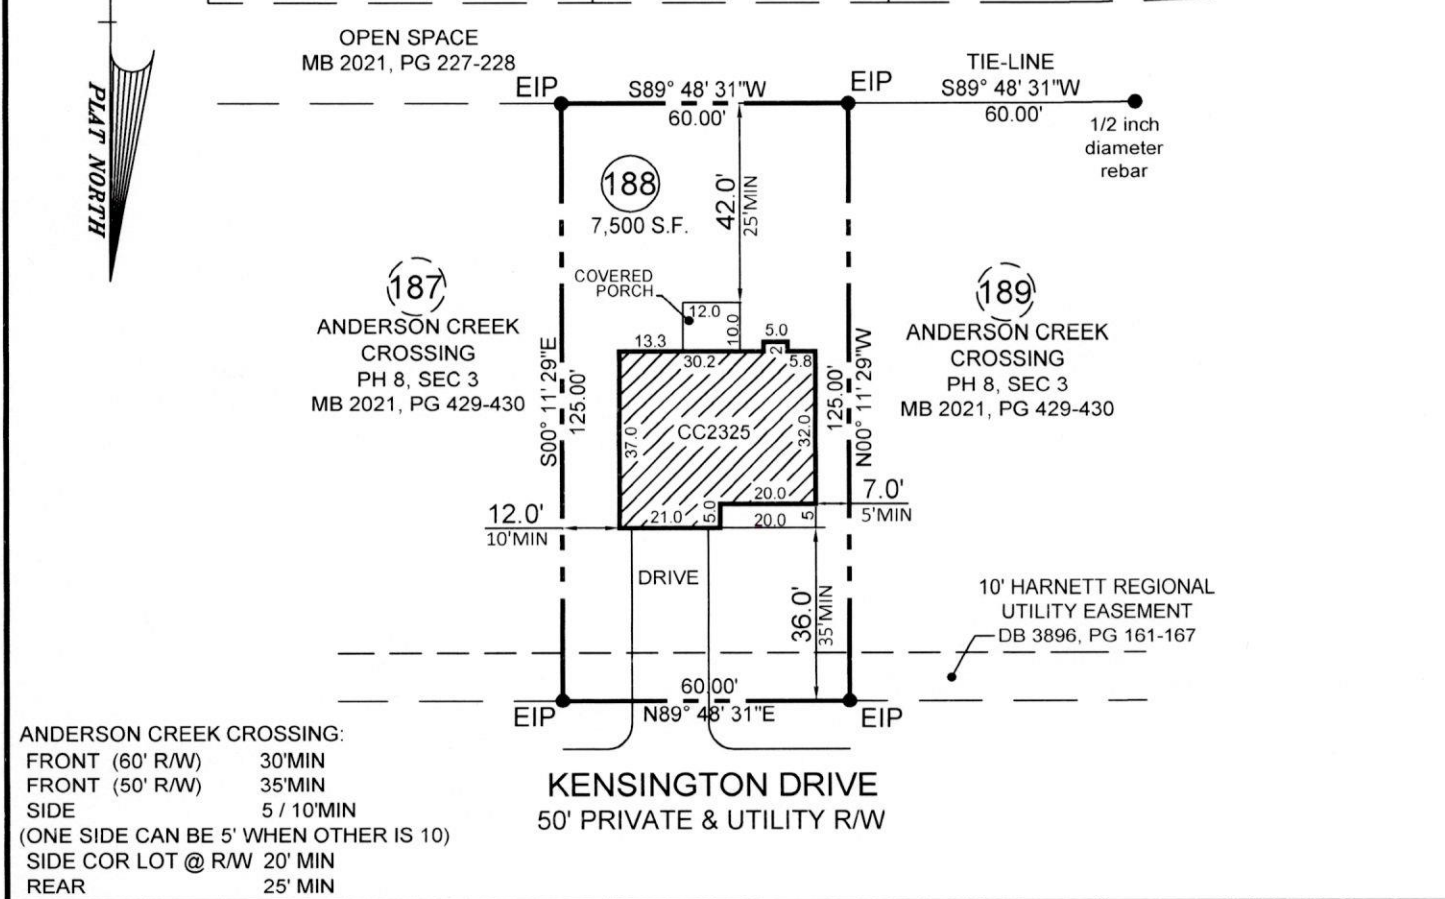 OPEN SPACE
MB 2021, PG 227-228
EIP
S89° 48' 31"W
60.00'
EIP
TIE-LINE
S89° 48' 31"W
60.00'
1/2 inch
diameter
rebar
PLAT NORTH
188
7,500 S.F.
42.0'
25'MIN
COVERED
PORCH
12.0
10.0
187
ANDERSON CREEK
CROSSING
PH 8, SEC 3
MB 2021, PG 429-430
189
ANDERSON CREEK
CROSSING
PH 8, SEC 3
MB 2021, PG 429-430
S00° 11' 29"E
125.00'
N00° 11' 29"W
125.00'
13.3
30.2
5.0
2
5.8
37.0
CC2325
32.0
20.0
21.0
5.0
20.0
5
12.0'
10'MIN
7.0'
5'MIN
DRIVE
36.0'
35'MIN
10' HARNETT REGIONAL
UTILITY EASEMENT
DB 3896, PG 161-167
60.00'
EIP
N89° 48' 31"E
EIP
KENSINGTON DRIVE
50' PRIVATE & UTILITY R/W
ANDERSON CREEK CROSSING:
FRONT (60' R/W) 30'MIN
FRONT (50' R/W) 35'MIN
SIDE 5 / 10'MIN
(ONE SIDE CAN BE 5' WHEN OTHER IS 10)
SIDE COR LOT @ R/W 20' MIN
REAR 25' MIN